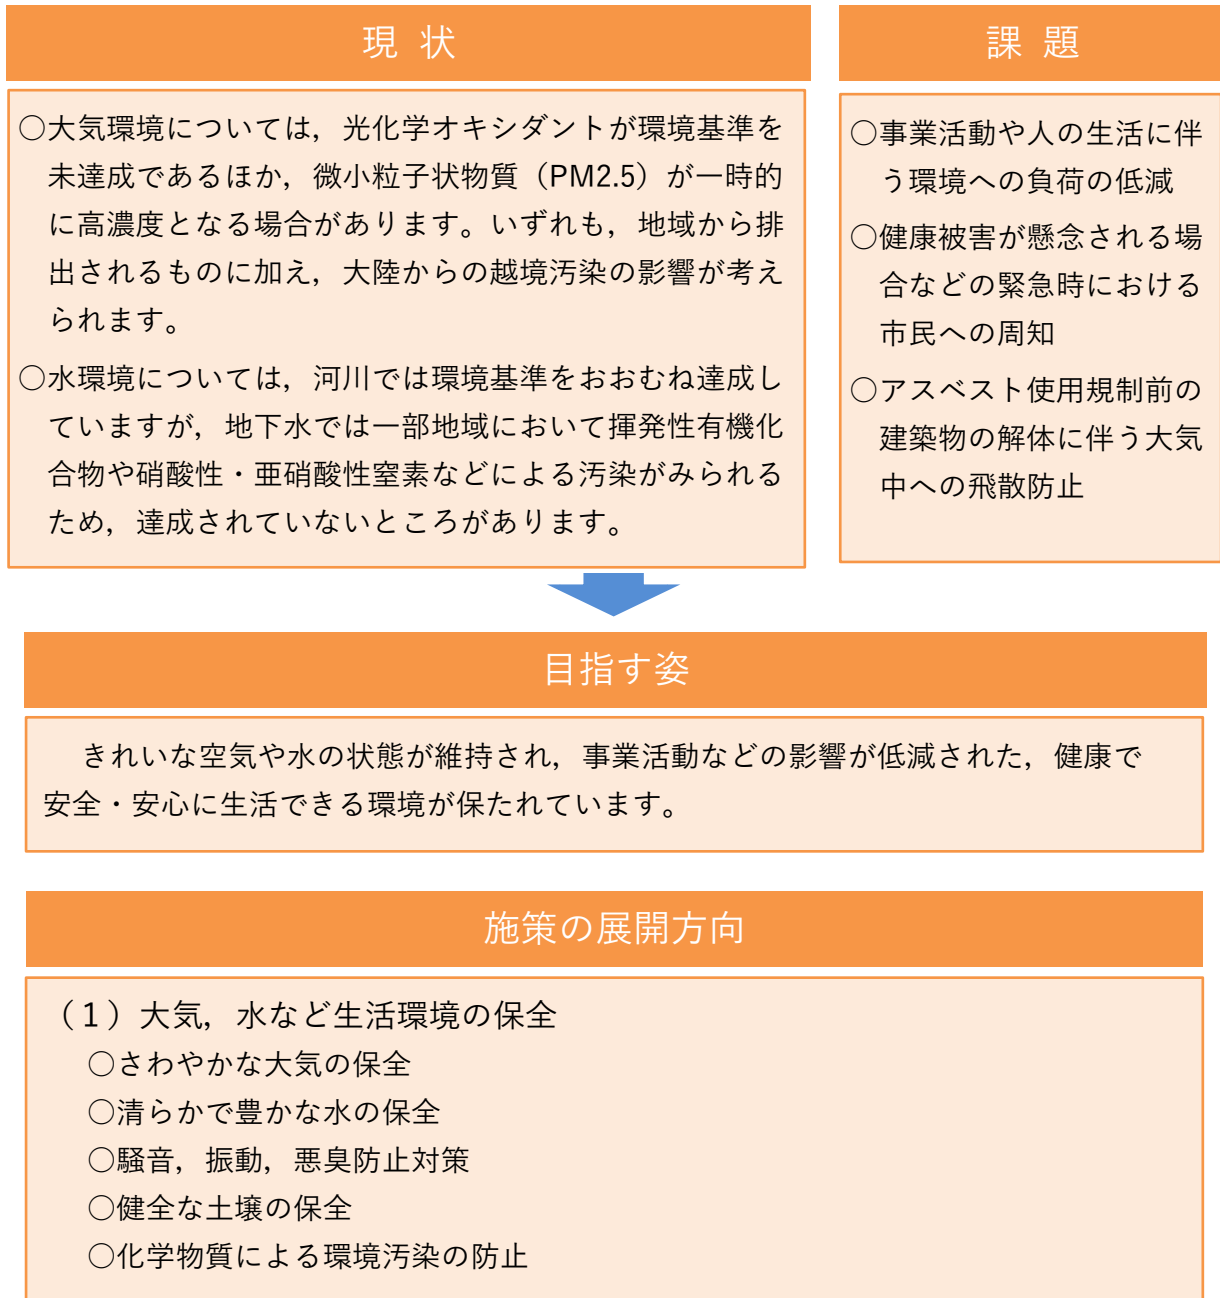 現 状
○大気環境については，光化学オキシダントが環境基準を
未達成であるほか，微小粒子状物質（PM2.5）が一時的
に高濃度となる場合があります。いずれも，地域から排
出されるものに加え，大陸からの越境汚染の影響が考え
られます。
○水環境については，河川では環境基準をおおむね達成し
ていますが，地下水では一部地域において揮発性有機化
合物や硝酸性・亜硝酸性窒素などによる汚染がみられる
ため，達成されていないところがあります。
課 題
○事業活動や人の生活に伴
う環境への負荷の低減
○健康被害が懸念される場
合などの緊急時における
市民への周知
○アスベスト使用規制前の
建築物の解体に伴う大気
中への飛散防止
目指す姿
きれいな空気や水の状態が維持され，事業活動などの影響が低減された，健康で
安全・安心に生活できる環境が保たれています。
施策の展開方向
（１）大気，水など生活環境の保全
○さわやかな大気の保全
○清らかで豊かな水の保全
○騒音，振動，悪臭防止対策
○健全な土壌の保全
○化学物質による環境汚染の防止